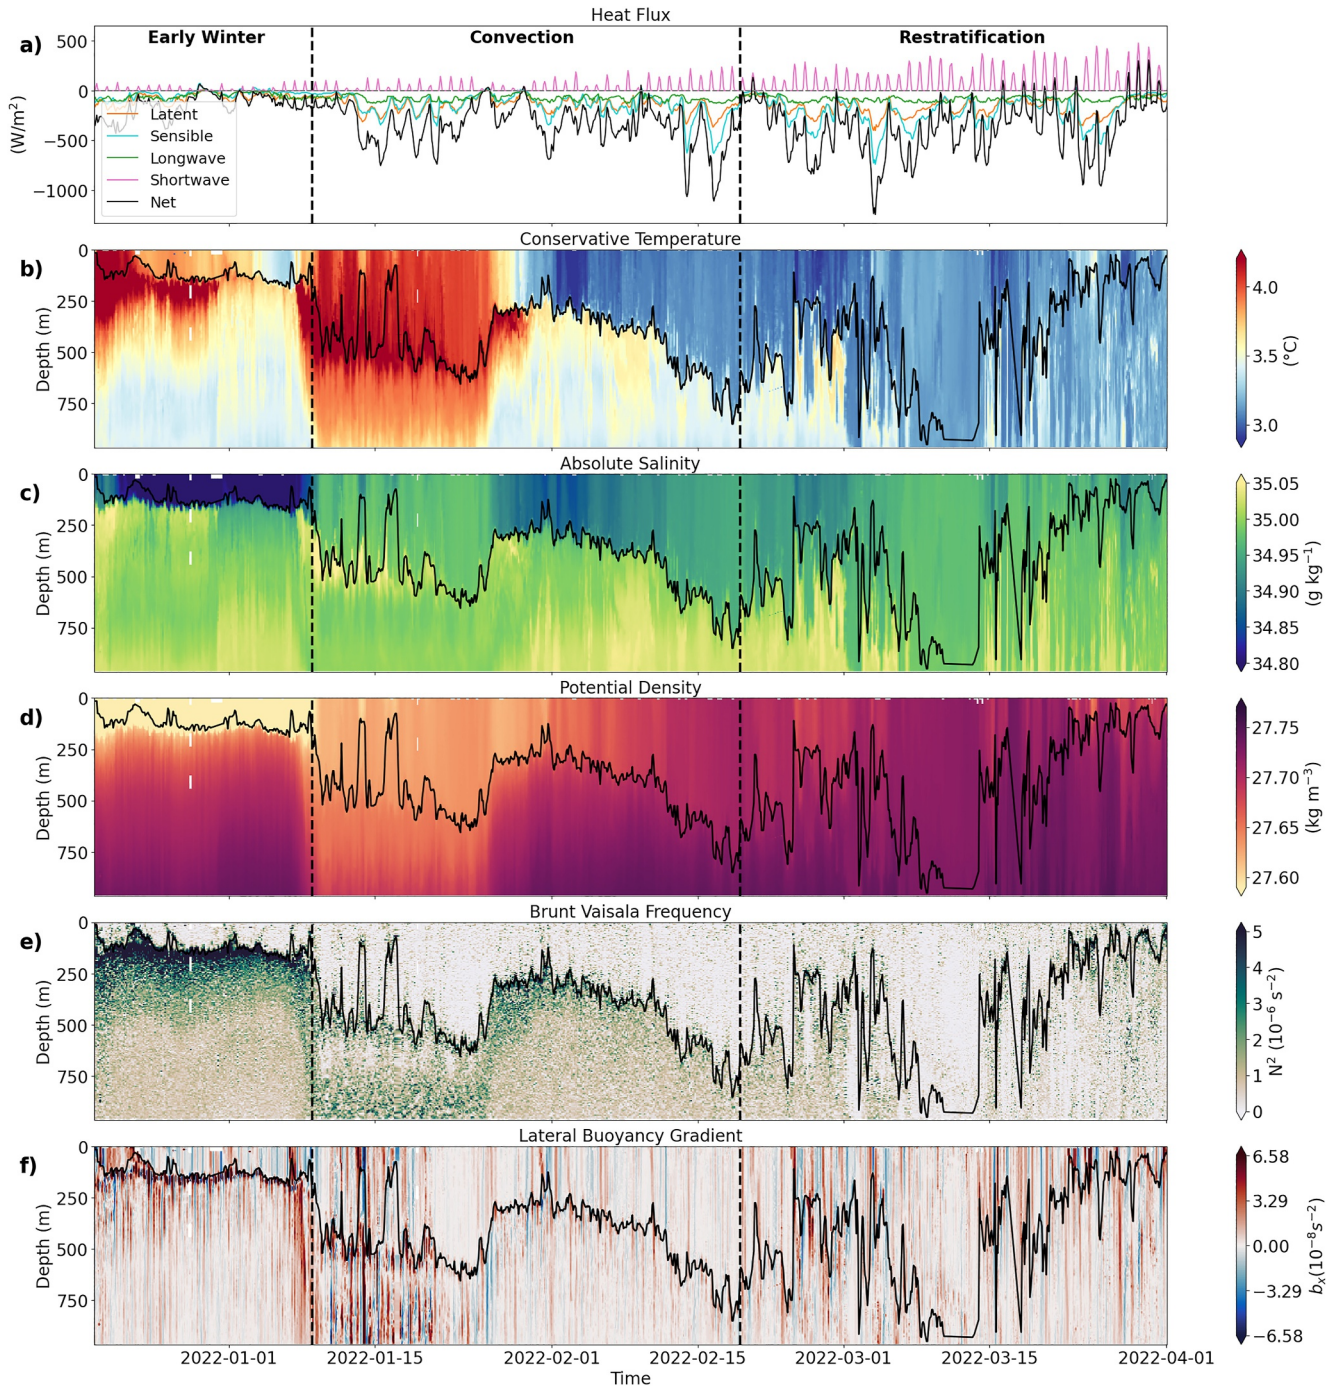 Heat Flux
a)
Early Winter
Convection
Restratification
500
0
−500
−1000
(W/m²)
Latent
Sensible
Longwave
Shortwave
Net
Conservative Temperature
b)
0
250
500
750
Depth (m)
4.0
3.5
3.0
(°C)
Absolute Salinity
c)
0
250
500
750
Depth (m)
35.05
35.00
34.95
34.90
34.85
34.80
(g kg⁻¹)
Potential Density
d)
0
250
500
750
Depth (m)
27.75
27.70
27.65
27.60
(kg m⁻³)
Brunt Vaisala Frequency
e)
0
250
500
750
Depth (m)
5
4
3
2
1
0
N² (10⁻⁶ s⁻²)
Lateral Buoyancy Gradient
f)
0
250
500
750
Depth (m)
6.58
3.29
0.00
−3.29
−6.58
bₓ(10⁻⁸s⁻²)
2022-01-01
2022-01-15
2022-02-01
2022-02-15
2022-03-01
2022-03-15
2022-04-01
Time